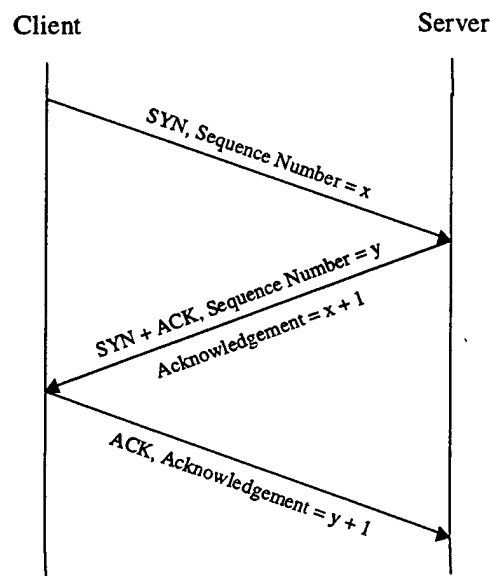 Client
Server
SYN, Sequence Number = x
SYN + ACK, Sequence Number = y
Acknowledgement = x + 1
ACK, Acknowledgement = y + 1